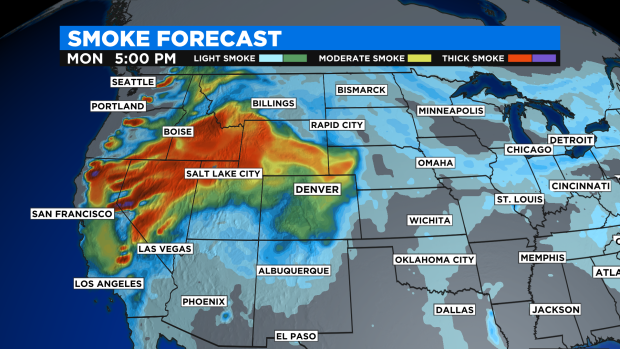 SMOKE FORECAST
MON 5:00 PM LIGHT SMOKE MODERATE SMOKE THICK SMOKE
SEATTLE
BISMARCK
PORTLAND
BILLINGS
MINNEAPOLIS
RAPID CITY
BOISE
DETROIT
CHICAGO
OMAHA
SALT LAKE CITY
DENVER
CINCINNATI
ST. LOUIS
SAN FRANCISCO
WICHITA
LAS VEGAS
OKLAHOMA CITY
MEMPHIS
ALBUQUERQUE
ATLA
LOS ANGELES
PHOENIX
DALLAS
JACKSON
EL PASO